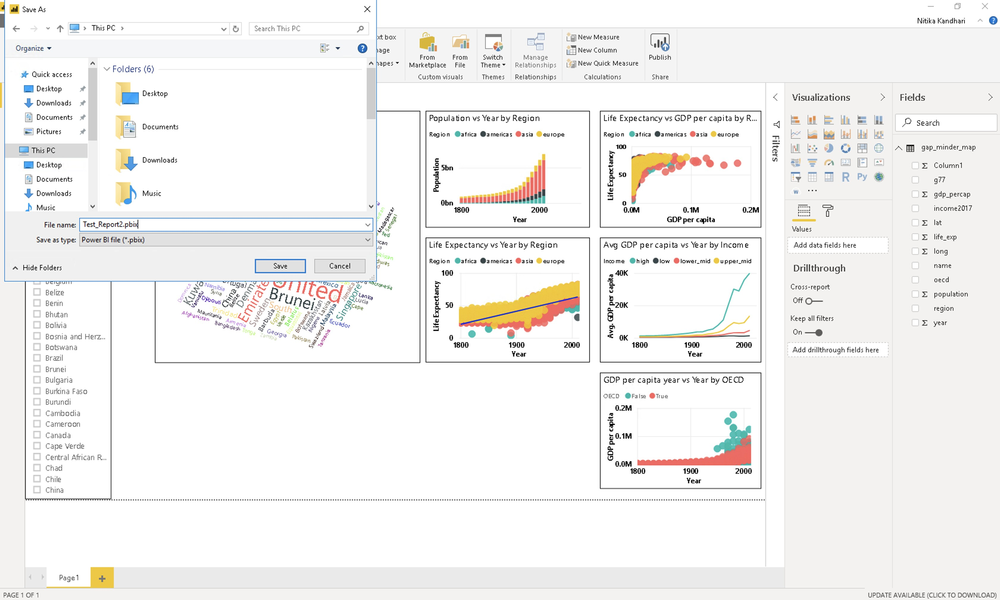 Save As
Nitika Kandhari
This PC
Search This PC
Organize
Quick access
Desktop
Downloads
Documents
Pictures
This PC
Desktop
Documents
Downloads
Music
Folders (6)
Desktop
Documents
Downloads
Music
File name: Test_Report2.pbix
Save as type: Power BI file (*.pbix)
Hide Folders
Save
Cancel
xt box
apes
From Marketplace
From File
Custom visuals
Switch Theme
Themes
Manage Relationships
Relationships
New Measure
New Column
New Quick Measure
Calculations
Publish
Share
Belgium
Belize
Benin
Bhutan
Bolivia
Bosnia and Herz...
Botswana
Brazil
Brunei
Bulgaria
Burkina Faso
Burundi
Cambodia
Cameroon
Canada
Cape Verde
Central African R...
Chad
Chile
China
Madagascar
Senegal
Micronesia
Mexico
Jamaica
Lanka
Lucia
Cape
Singapore
United
Brunei
Emirate
South
Sweden
Barbuda
Egypt
Verde
Belarus
Botswana
Kazakhstan
Latvia
Malaysia
Ecuador
Swaziland
Tanzania
Pakistan
Georgia
Zambia
Tonga
Armenia
Bangladesh
Trinidad
Mauritania
Afghanistan
Djibouti
Vanuatu
Syria
Namibia
Dominica
China
Belize
Population vs Year by Region
Region africa americas asia europe
Population
5bn
0bn
1800 2000
Year
Life Expectancy vs GDP per capita by R...
Region africa americas asia europe
Life Expectancy
100
50
0
0.0M 0.1M 0.2M
GDP per capita
Life Expectancy vs Year by Region
Region africa americas asia europe
Life Expectancy
100
50
0
1800 1900 2000
Year
Avg GDP per capita vs Year by Income
Income high low lower_mid upper_mid
Avg. GDP per capita
40K
20K
0K
1800 1900 2000
Year
GDP per capita year vs Year by OECD
OECD False True
GDP per capita
0.2M
0.1M
0.0M
1800 1900 2000
Year
Filters
Visualizations
123
R
Py
W
Values
Add data fields here
Drillthrough
Cross-report
Off
Keep all filters
On
Add drillthrough fields here
Fields
Search
gap_minder_map
Column1
g77
gdp_percap
income2017
lat
life_exp
long
name
oecd
population
region
year
Page1
PAGE 1 OF 1
UPDATE AVAILABLE (CLICK TO DOWNLOAD)